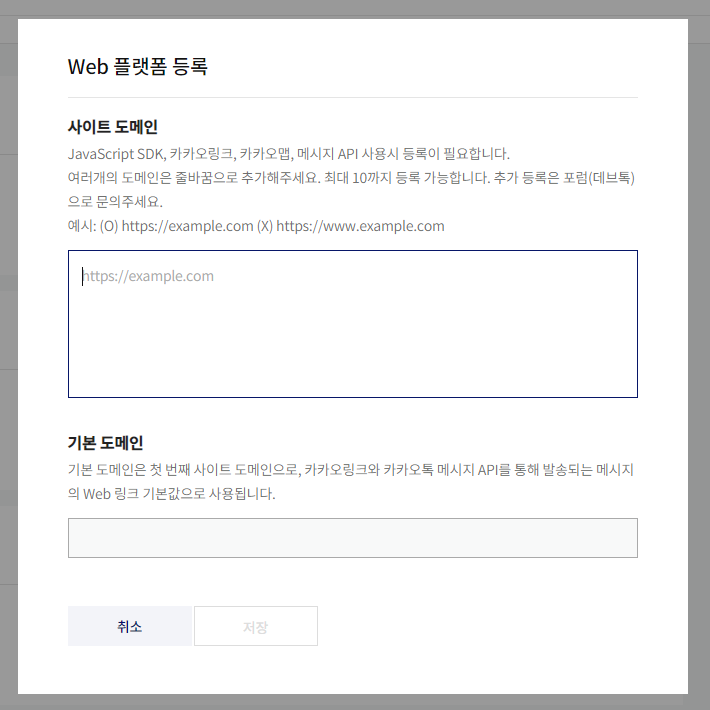 Web 플랫폼 등록
사이트 도메인
JavaScript SDK, 카카오링크, 카카오맵, 메시지 API 사용시 등록이 필요합니다.
여러개의 도메인은 줄바꿈으로 추가해주세요. 최대 10까지 등록 가능합니다. 추가 등록은 포럼(데브톡)
으로 문의주세요.
예시: (O) https://example.com (X) https://www.example.com
https://example.com
기본 도메인
기본 도메인은 첫 번째 사이트 도메인으로, 카카오링크와 카카오톡 메시지 API를 통해 발송되는 메시지
의 Web 링크 기본값으로 사용됩니다.
취소
저장